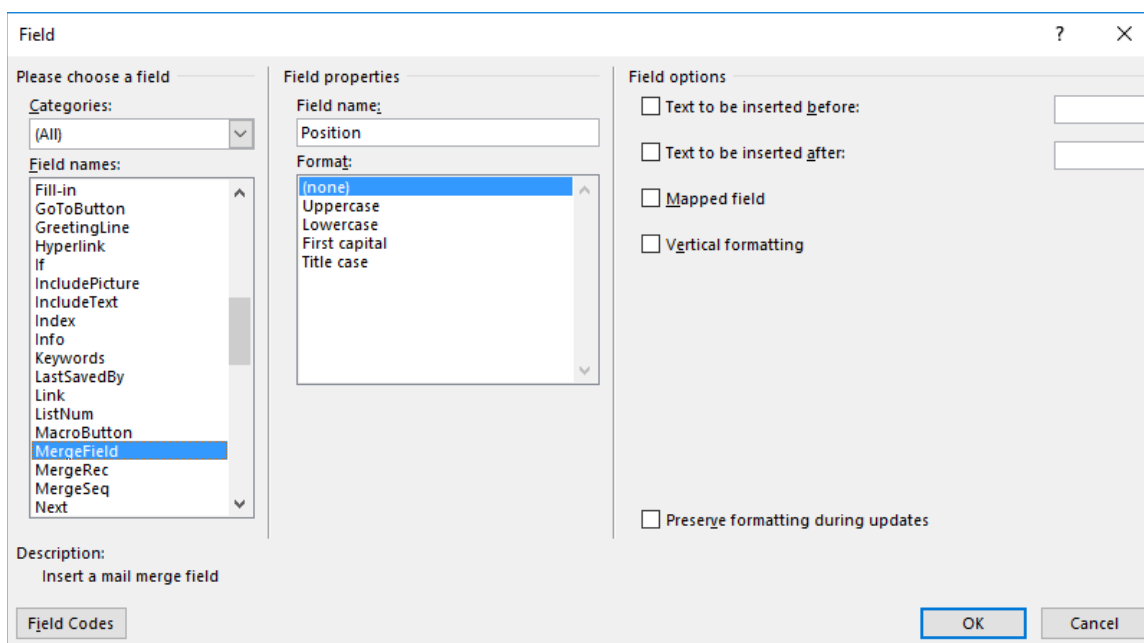 Field
?
Please choose a field
Categories:
(All)
Field names:
Fill-in
GoToButton
GreetingLine
Hyperlink
If
IncludePicture
IncludeText
Index
Info
Keywords
LastSavedBy
Link
ListNum
MacroButton
MergeField
MergeRec
MergeSeq
Next
Field properties
Field name:
Position
Format:
(none)
Uppercase
Lowercase
First capital
Title case
Field options
Text to be inserted before:
Text to be inserted after:
Mapped field
Vertical formatting
Preserve formatting during updates
Description:
Insert a mail merge field
Field Codes
OK
Cancel